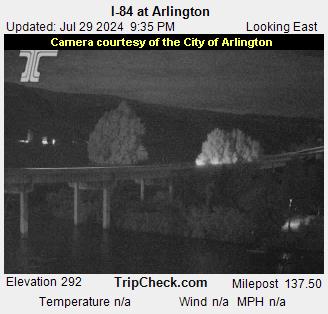 I-84 at Arlington
Updated: Jul 29 2024 9:35 PM Looking East
Camera courtesy of the City of Arlington
Elevation 292 TripCheck.com Milepost 137.50
Temperature n/a Wind n/a MPH n/a